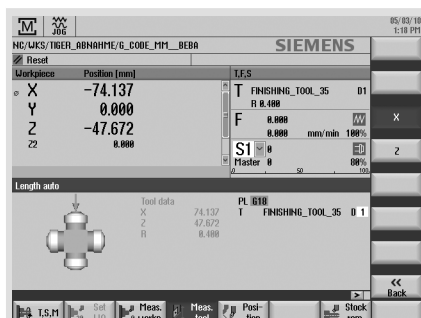 M JOG
05/03/10
1:18 PM
NC/WKS/TIGER_ABNAHME/G_CODE_MM__BEBA
SIEMENS
Reset
Workpiece Position [mm]
T,F,S
X -74.137
Y 0.000
Z -47.672
Z2 0.000
T FINISHING_TOOL_35 D1
R 0.400
F 0.000
0.000 mm/min 100%
S1 0
Master 0 80%
0 50 100
X
Z
Length auto
Tool data
X 74.137
Z 47.672
R 0.400
PL G18
T FINISHING_TOOL_35 D 1
<<
Back
T,S,M
Set
Meas.
Meas.
tool
Posi-
tion
Stock